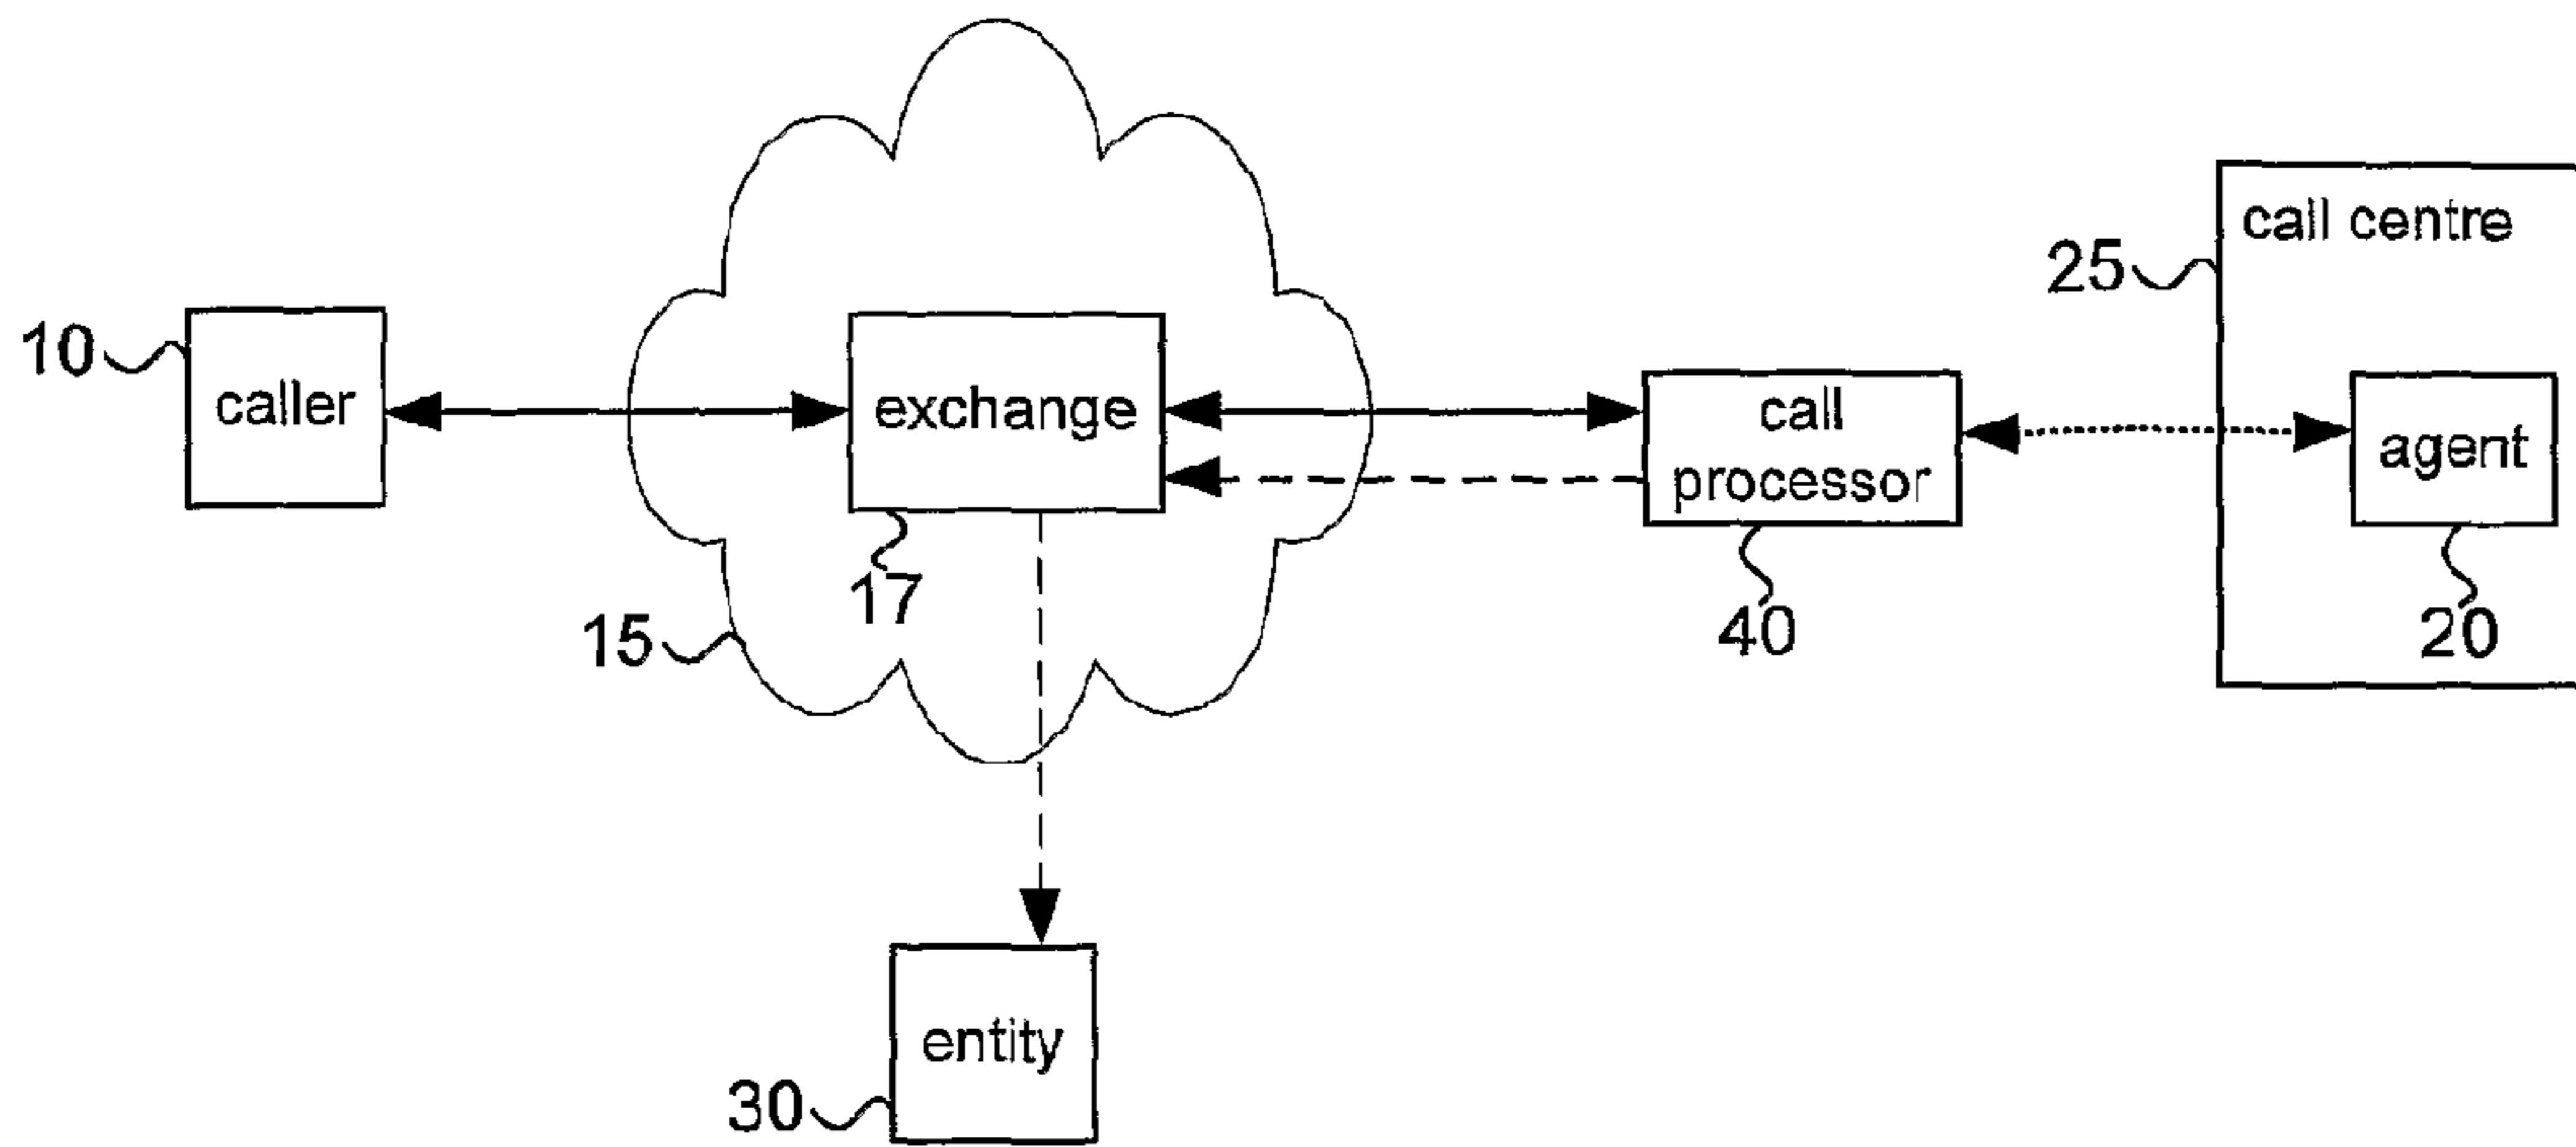 call centre
25
10
caller
exchange
call
processor
agent
17
15
40
20
entity
30